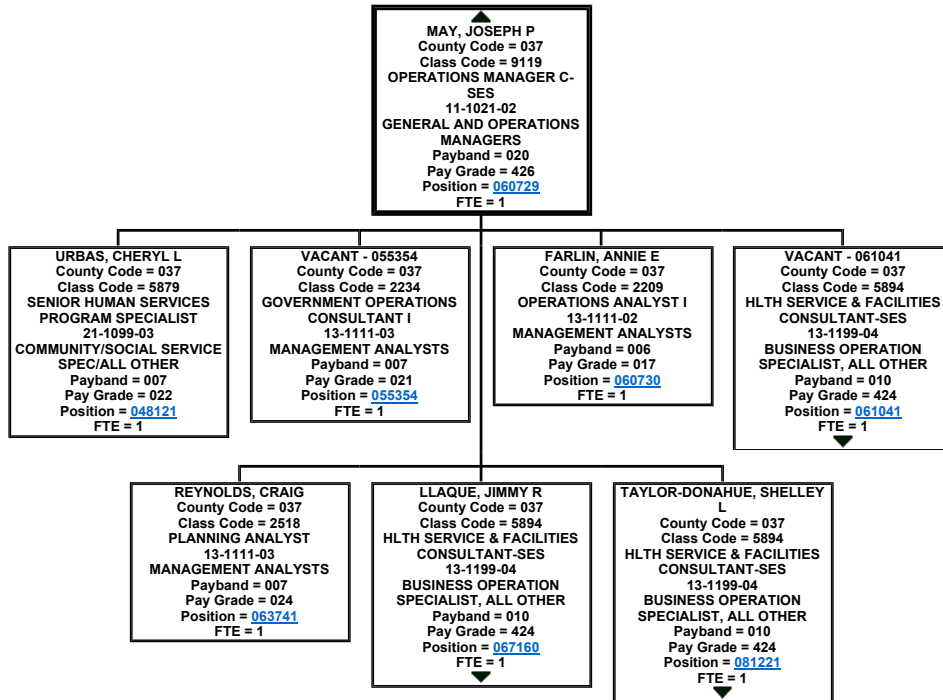 MAY, JOSEPH P
County Code = 037
Class Code = 9119
OPERATIONS MANAGER C-
SES
11-1021-02
GENERAL AND OPERATIONS
MANAGERS
Payband = 020
Pay Grade = 426
Position = 060729
FTE = 1
URBAS, CHERYL L
County Code = 037
Class Code = 5879
SENIOR HUMAN SERVICES
PROGRAM SPECIALIST
21-1099-03
COMMUNITY/SOCIAL SERVICE
SPEC/ALL OTHER
Payband = 007
Pay Grade = 022
Position = 048121
FTE = 1
VACANT - 055354
County Code = 037
Class Code = 2234
GOVERNMENT OPERATIONS
CONSULTANT I
13-1111-03
MANAGEMENT ANALYSTS
Payband = 007
Pay Grade = 021
Position = 055354
FTE = 1
FARLIN, ANNIE E
County Code = 037
Class Code = 2209
OPERATIONS ANALYST I
13-1111-02
MANAGEMENT ANALYSTS
Payband = 006
Pay Grade = 017
Position = 060730
FTE = 1
VACANT - 061041
County Code = 037
Class Code = 5894
HLTH SERVICE & FACILITIES
CONSULTANT-SES
13-1199-04
BUSINESS OPERATION
SPECIALIST, ALL OTHER
Payband = 010
Pay Grade = 424
Position = 061041
FTE = 1
REYNOLDS, CRAIG
County Code = 037
Class Code = 2518
PLANNING ANALYST
13-1111-03
MANAGEMENT ANALYSTS
Payband = 007
Pay Grade = 024
Position = 063741
FTE = 1
LLAQUE, JIMMY R
County Code = 037
Class Code = 5894
HLTH SERVICE & FACILITIES
CONSULTANT-SES
13-1199-04
BUSINESS OPERATION
SPECIALIST, ALL OTHER
Payband = 010
Pay Grade = 424
Position = 067160
FTE = 1
TAYLOR-DONAHUE, SHELLEY
L
County Code = 037
Class Code = 5894
HLTH SERVICE & FACILITIES
CONSULTANT-SES
13-1199-04
BUSINESS OPERATION
SPECIALIST, ALL OTHER
Payband = 010
Pay Grade = 424
Position = 081221
FTE = 1